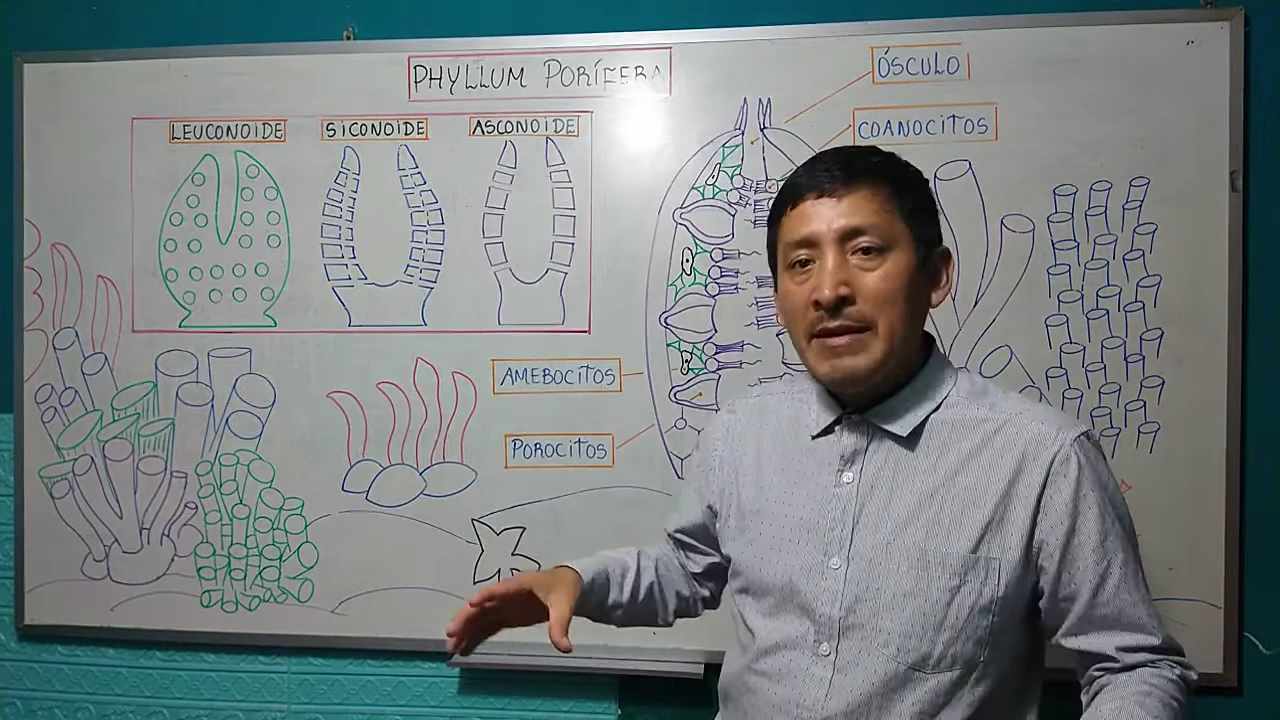 PHYLLUM PORÍFERA
LEUCONOIDE
SICONOIDE
ASCONOIDE
ÓSCULO
COANOCITOS
AMEBOCITOS
POROCITOS